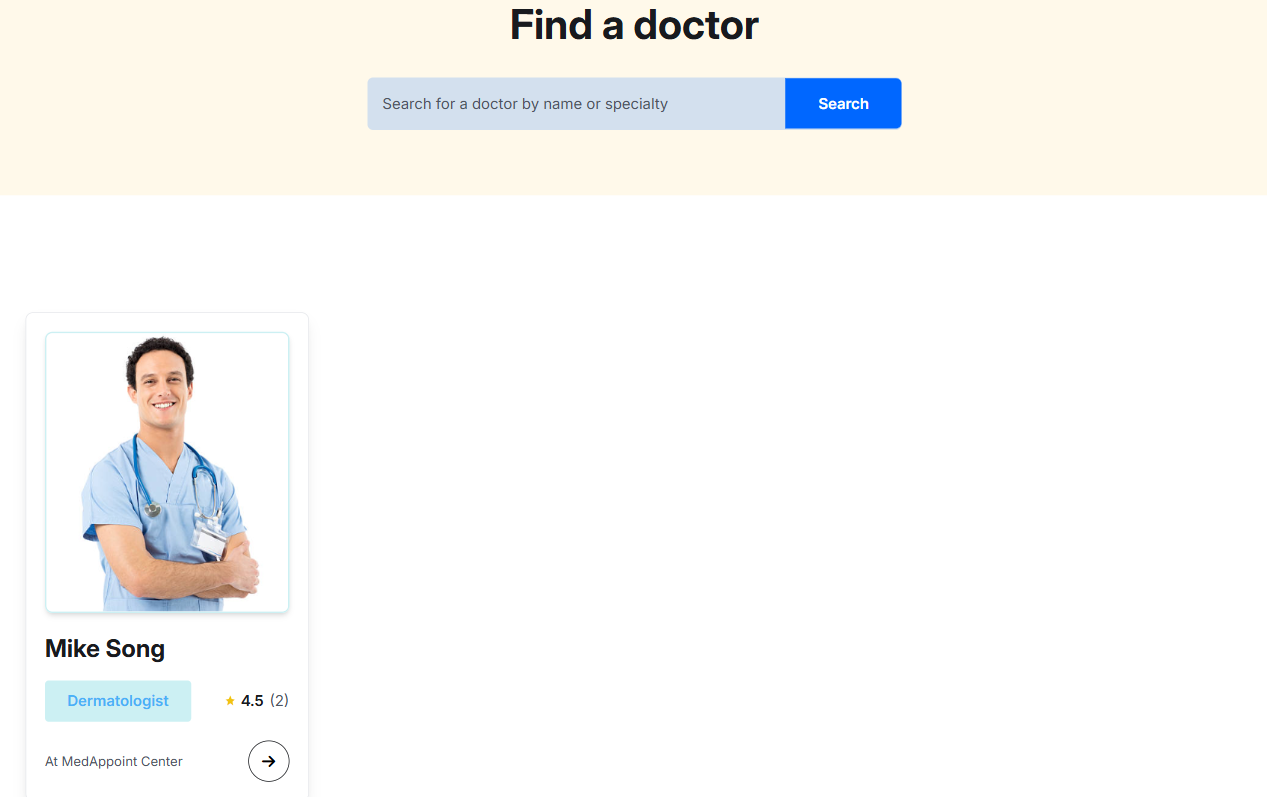 Find a doctor
Search for a doctor by name or specialty
Search
Mike Song
Dermatologist
4.5 (2)
At MedAppoint Center